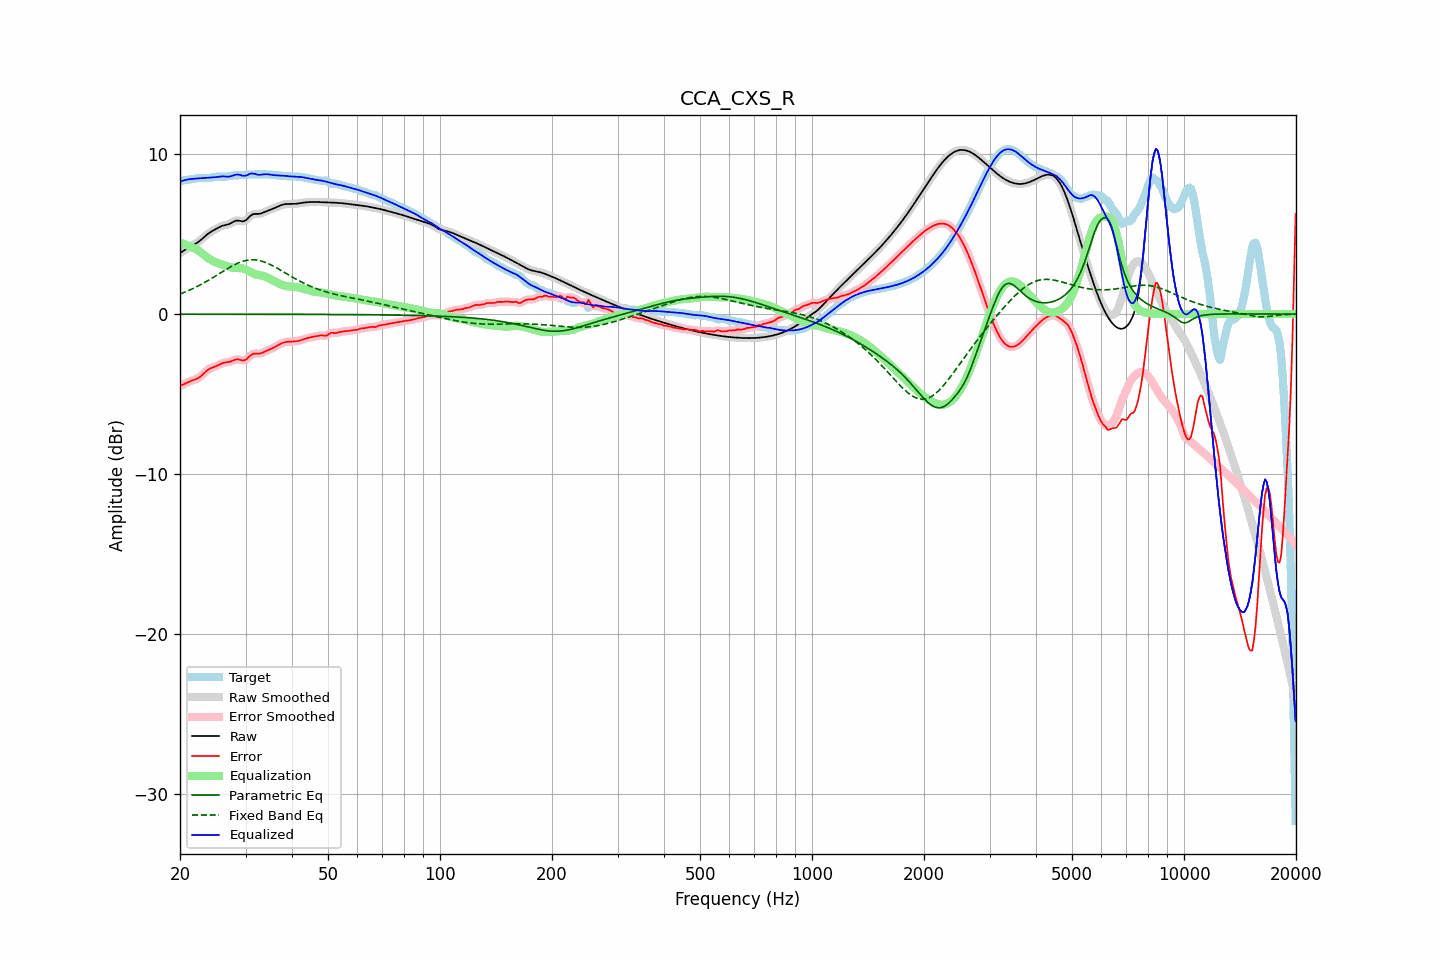 CCA_CXS_R
10
0
−10
−20
−30
Amplitude (dBr)
Target
Raw Smoothed
Error Smoothed
Raw
Error
Equalization
Parametric Eq
Fixed Band Eq
Equalized
20 50 100 200 500 1000 2000 5000 10000 20000
Frequency (Hz)